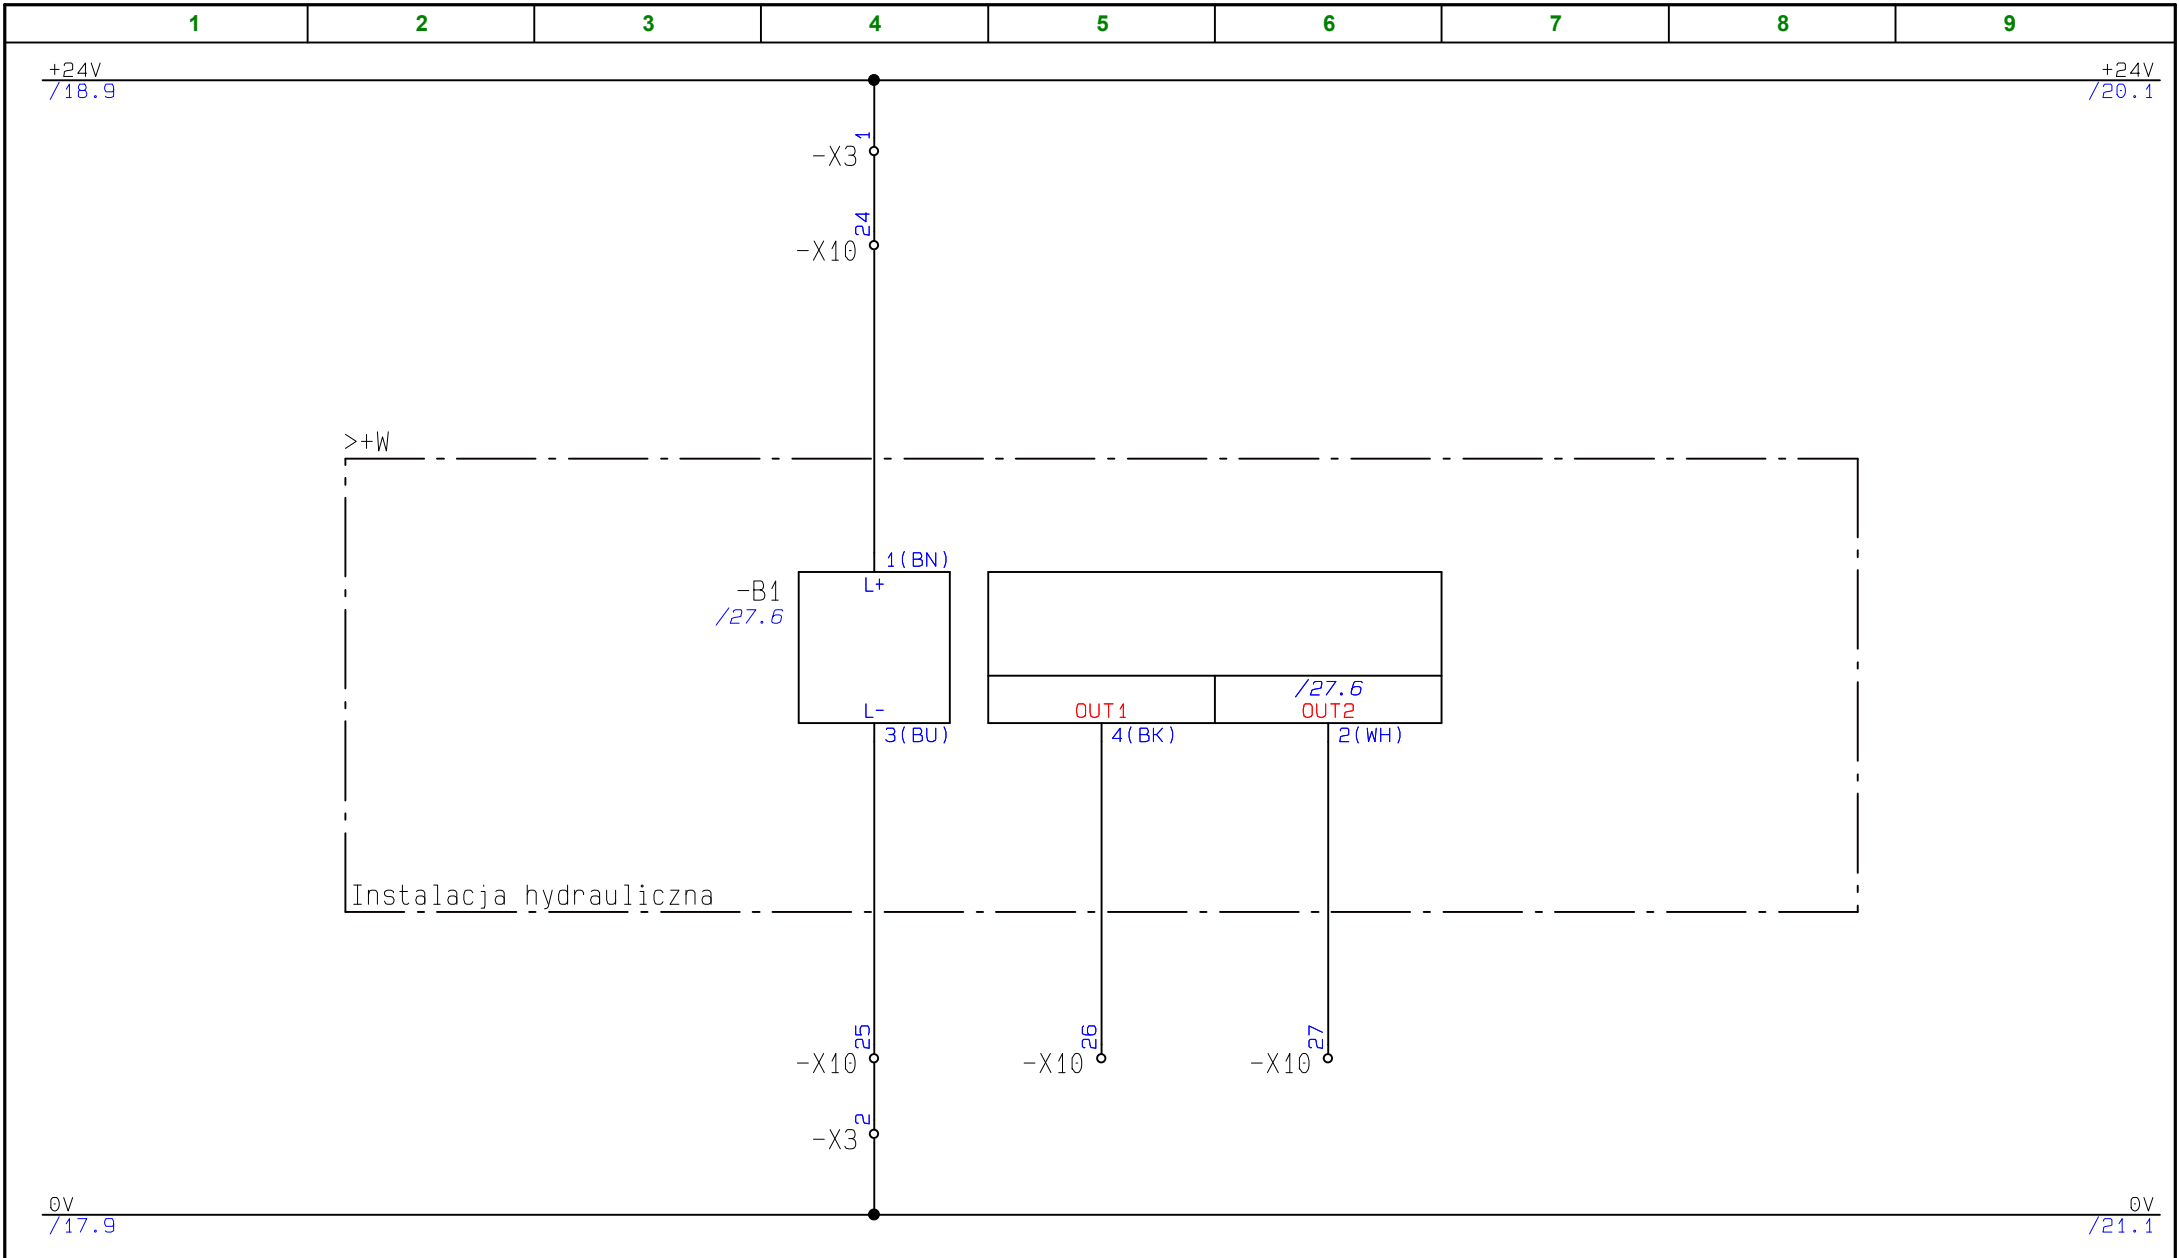 1 2 3 4 5 6 7 8 9
+24V +24V
/18.9 /20.1
1
-X3
24
-X10
>+W
1(BN)
L+
-B1
/27.6
/27.6
L- OUT1 OUT2
3(BU) 4(BK) 2(WH)
Instalacja hydrauliczna
25 26 27
-X10 -X10 -X10
2
-X3
0V 0V
/17.9 /21.1